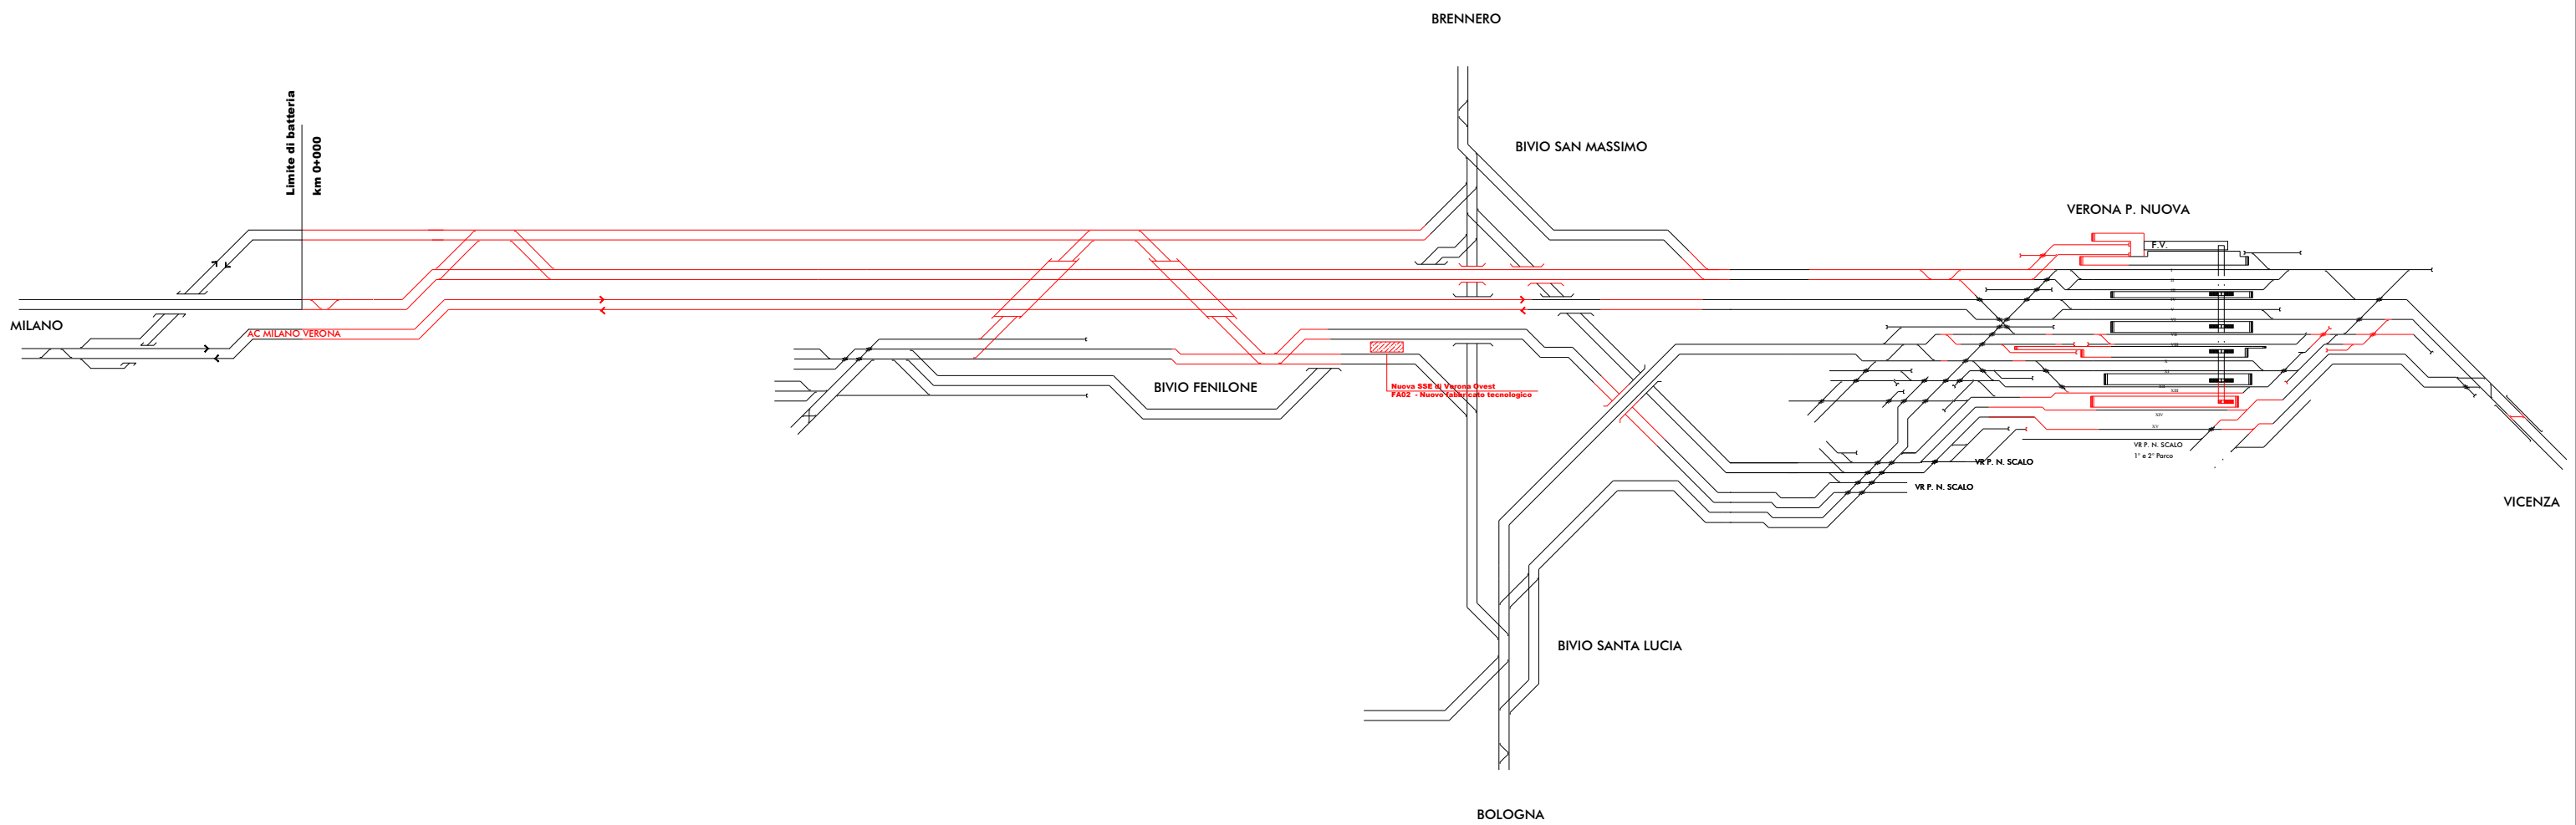 BRENNERO
Limite di batteria
km 0+000
BIVIO SAN MASSIMO
VERONA P. NUOVA
F.V.
MILANO
AC MILANO VERONA
BIVIO FENILONE
Nuova SSE di Verona Ovest
FA02 - Nuovo fabbricato tecnologico
XIV
XV
VR P. N. SCALO
1° e 2° Parco
VR P. N. SCALO
VR P. N. SCALO
VICENZA
BIVIO SANTA LUCIA
BOLOGNA